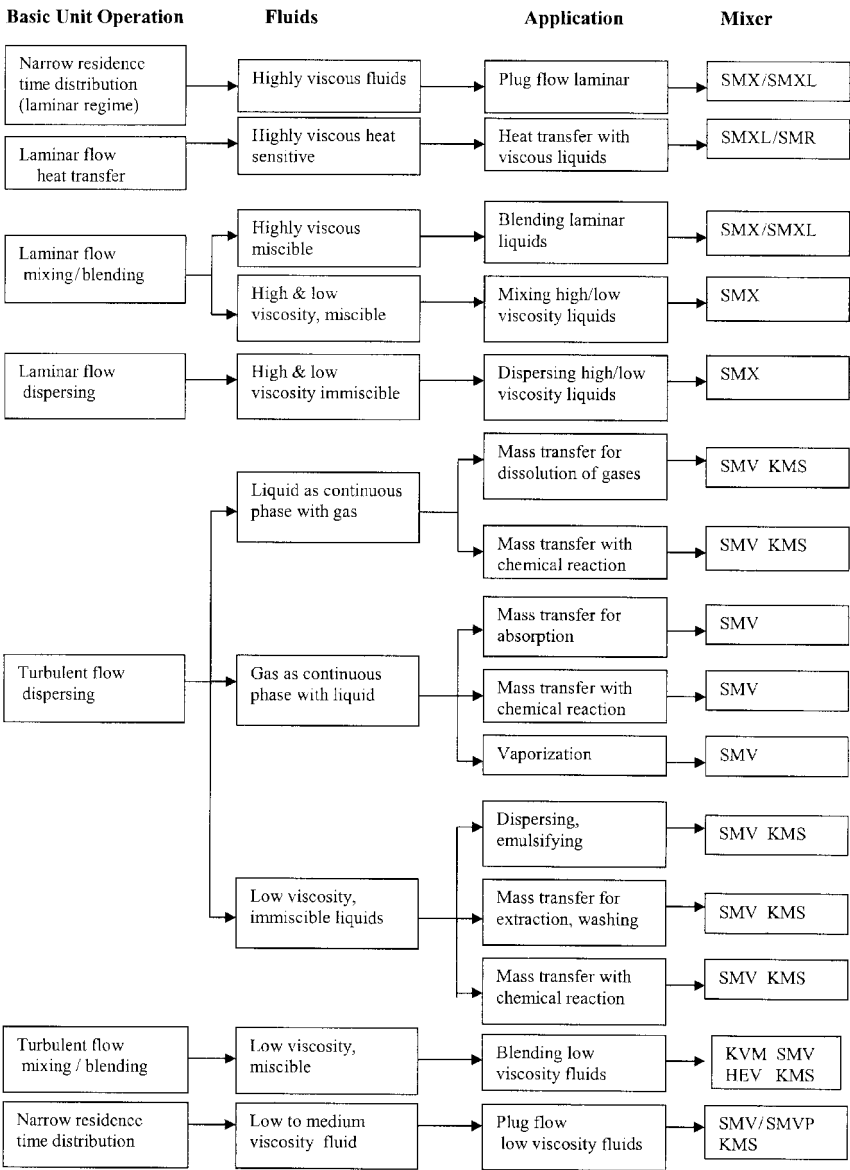 Basic Unit Operation Fluids Application Mixer
Narrow residence
time distribution
(laminar regime)
Highly viscous fluids
Plug flow laminar
SMX/SMXL
Laminar flow
heat transfer
Highly viscous heat
sensitive
Heat transfer with
viscous liquids
SMXL/SMR
Laminar flow
mixing/blending
Highly viscous
miscible
Blending laminar
liquids
SMX/SMXL
High & low
viscosity, miscible
Mixing high/low
viscosity liquids
SMX
Laminar flow
dispersing
High & low
viscosity immiscible
Dispersing high/low
viscosity liquids
SMX
Turbulent flow
dispersing
Liquid as continuous
phase with gas
Mass transfer for
dissolution of gases
SMV KMS
Mass transfer with
chemical reaction
SMV KMS
Gas as continuous
phase with liquid
Mass transfer for
absorption
SMV
Mass transfer with
chemical reaction
SMV
Vaporization
SMV
Low viscosity,
immiscible liquids
Dispersing,
emulsifying
SMV KMS
Mass transfer for
extraction, washing
SMV KMS
Mass transfer with
chemical reaction
SMV KMS
Turbulent flow
mixing / blending
Low viscosity,
miscible
Blending low
viscosity fluids
KVM SMV
HEV KMS
Narrow residence
time distribution
Low to medium
viscosity fluid
Plug flow
low viscosity fluids
SMV/SMVP
KMS